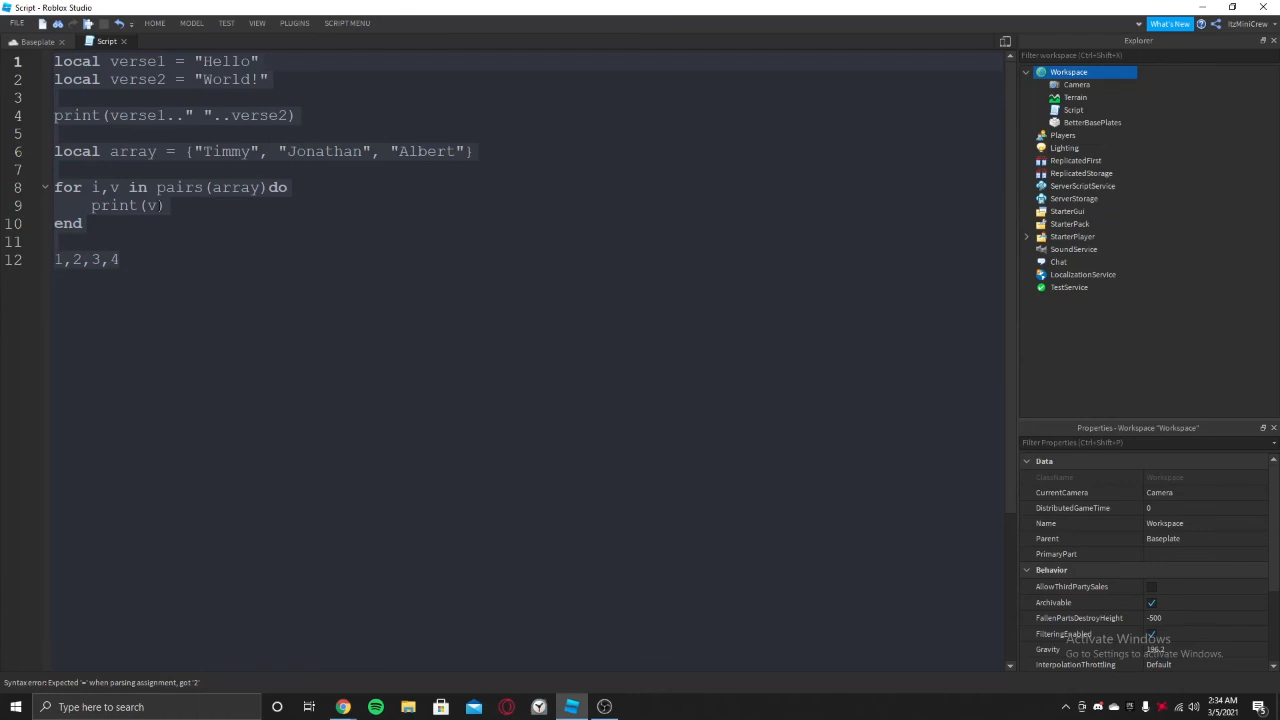 Script - Roblox Studio
FILE HOME MODEL TEST VIEW PLUGINS SCRIPT MENU What's New ItzMiniCrew
Baseplate Script
1 local verse1 = "Hello"
2 local verse2 = "World!"
3
4 print(verse1.." "..verse2)
5
6 local array = {"Timmy", "Jonathan", "Albert"}
7
8 for i,v in pairs(array)do
9 print(v)
10 end
11
12 1,2,3,4
Explorer
Filter workspace (Ctrl+Shift+X)
Workspace
Camera
Terrain
Script
BetterBasePlates
Players
Lighting
ReplicatedFirst
ReplicatedStorage
ServerScriptService
ServerStorage
StarterGui
StarterPack
StarterPlayer
SoundService
Chat
LocalizationService
TestService
Properties - Workspace "Workspace"
Filter Properties (Ctrl+Shift+P)
Data
ClassName Workspace
CurrentCamera Camera
DistributedGameTime 0
Name Workspace
Parent Baseplate
PrimaryPart
Behavior
AllowThirdPartySales
Archivable
FallenPartsDestroyHeight -500
FilteringEnabled
Gravity 196.2
InterpolationThrottling Default
Activate Windows
Go to Settings to activate Windows.
Syntax error: Expected '=' when parsing assignment, got '2'
Type here to search
2:34 AM
3/5/2021